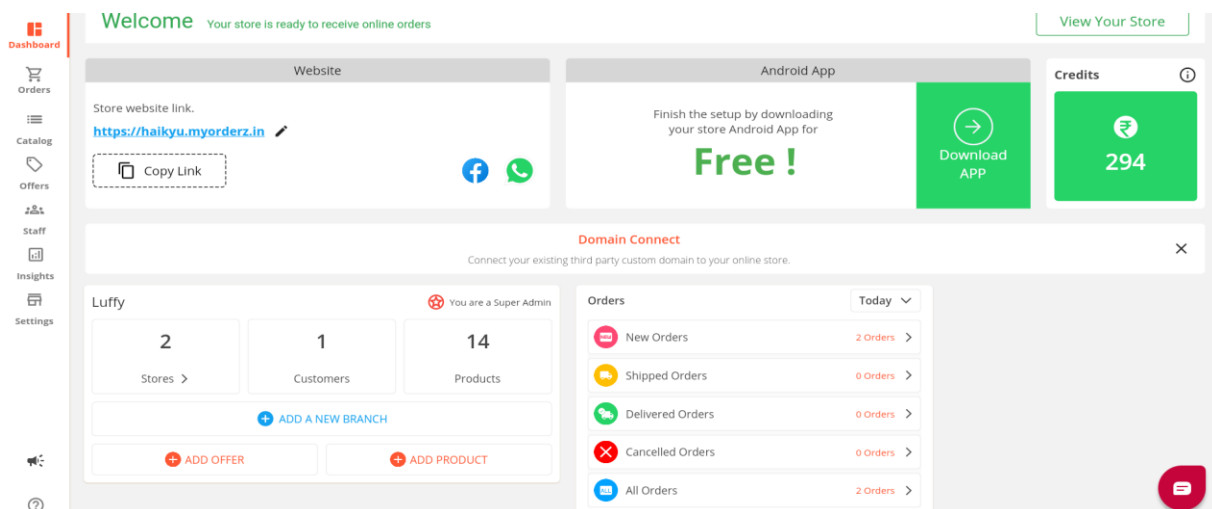 Welcome Your store is ready to receive online orders
View Your Store
Dashboard
Orders
Catalog
Offers
Staff
Insights
Settings
Website
Store website link.
https://haikyu.myorderz.in
Copy Link
Android App
Finish the setup by downloading
your store Android App for
Free !
Download
APP
Credits
294
Domain Connect
Connect your existing third party custom domain to your online store.
Luffy
You are a Super Admin
2
Stores
1
Customers
14
Products
ADD A NEW BRANCH
ADD OFFER
ADD PRODUCT
Orders
Today
NEW
New Orders
2 Orders
Shipped Orders
0 Orders
Delivered Orders
0 Orders
Cancelled Orders
0 Orders
ALL
All Orders
2 Orders